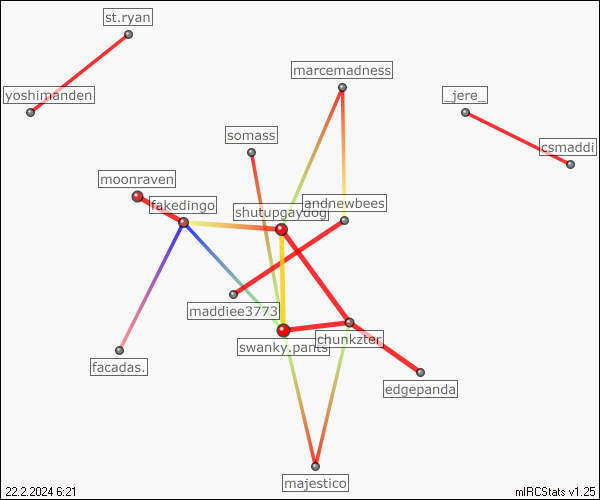 st.ryan
yoshimanden
marcemadness
_jere_
somass
csmaddi
moonraven
fakedingo
andnewbees
shutupgaydog
maddiee3773
swanky.pants
chunkzter
facadas.
edgepanda
majestico
22.2.2024 6:21
mIRCStats v1.25